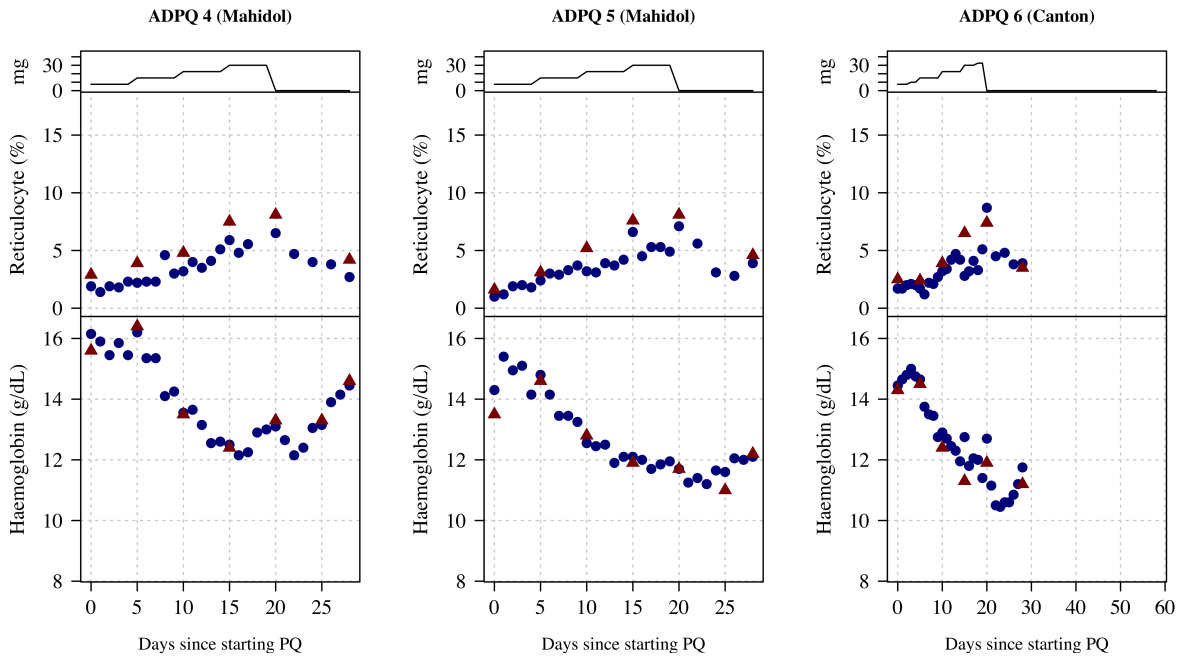 ADPQ 4 (Mahidol)
mg
30
0
Reticulocyte (%)
15
10
5
0
Haemoglobin (g/dL)
16
14
12
10
8
0 5 10 15 20 25
Days since starting PQ
ADPQ 5 (Mahidol)
mg
30
0
Reticulocyte (%)
15
10
5
0
Haemoglobin (g/dL)
16
14
12
10
8
0 5 10 15 20 25
Days since starting PQ
ADPQ 6 (Canton)
mg
30
0
Reticulocyte (%)
15
10
5
0
Haemoglobin (g/dL)
16
14
12
10
8
0 10 20 30 40 50 60
Days since starting PQ